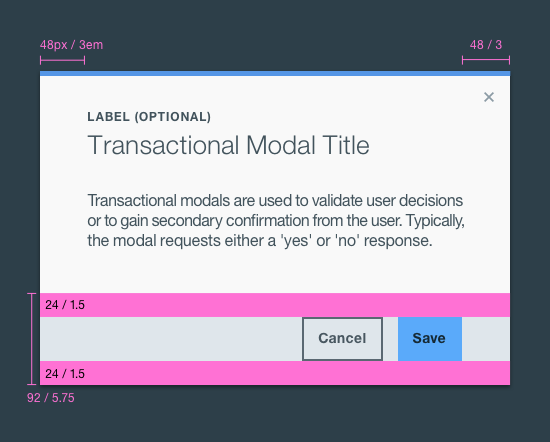 48px / 3em
48 / 3
LABEL (OPTIONAL)
Transactional Modal Title
Transactional modals are used to validate user decisions
or to gain secondary confirmation from the user. Typically,
the modal requests either a 'yes' or 'no' response.
24 / 1.5
Cancel
Save
24 / 1.5
92 / 5.75